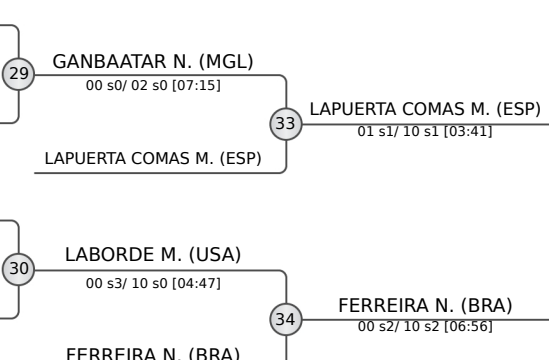 GANBAATAR N. (MGL)
29
00 s0/ 02 s0 [07:15]
LAPUERTA COMAS M. (ESP)
33
01 s1/ 10 s1 [03:41]
LAPUERTA COMAS M. (ESP)
LABORDE M. (USA)
30
00 s3/ 10 s0 [04:47]
FERREIRA N. (BRA)
34
00 s2/ 10 s2 [06:56]
FERREIRA N. (BRA)